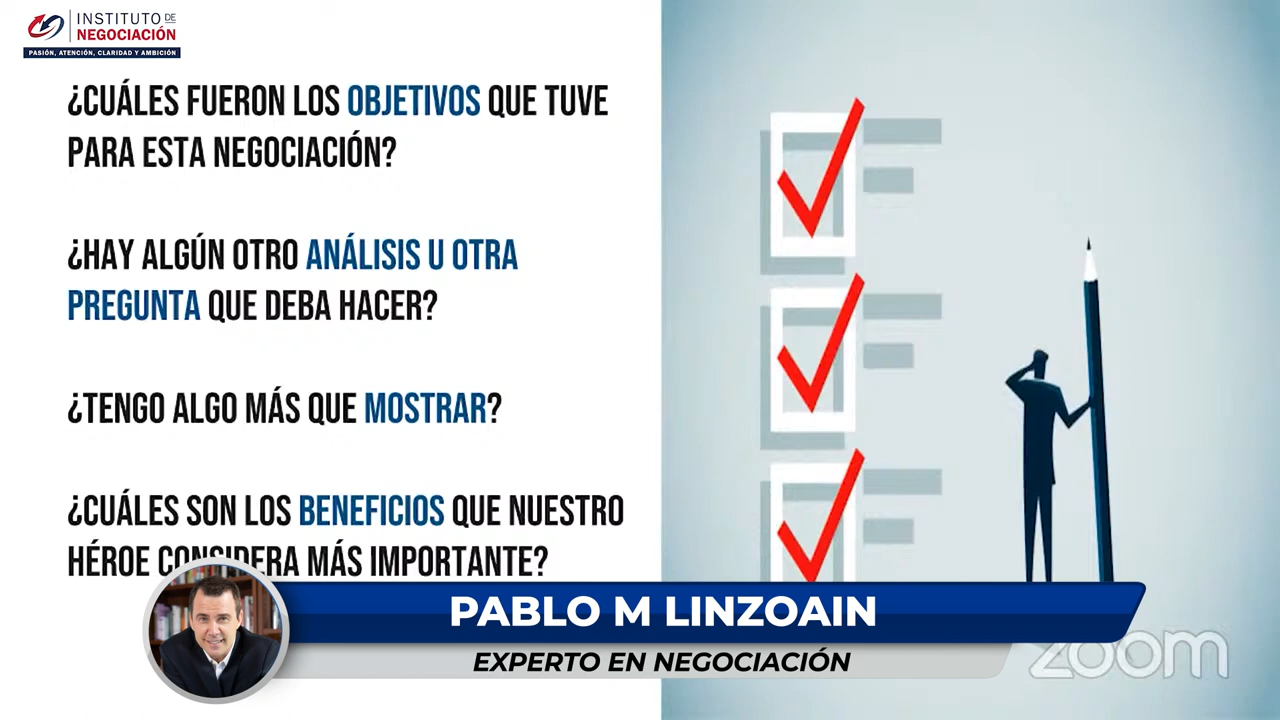 INSTITUTO DE
NEGOCIACIÓN
PASIÓN, ATENCIÓN, CLARIDAD Y AMBICIÓN
¿CUÁLES FUERON LOS OBJETIVOS QUE TUVE
PARA ESTA NEGOCIACIÓN?
¿HAY ALGÚN OTRO ANÁLISIS U OTRA
PREGUNTA QUE DEBA HACER?
¿TENGO ALGO MÁS QUE MOSTRAR?
¿CUÁLES SON LOS BENEFICIOS QUE NUESTRO
HÉROE CONSIDERA MÁS IMPORTANTE?
PABLO M LINZOAIN
EXPERTO EN NEGOCIACIÓN
zoom